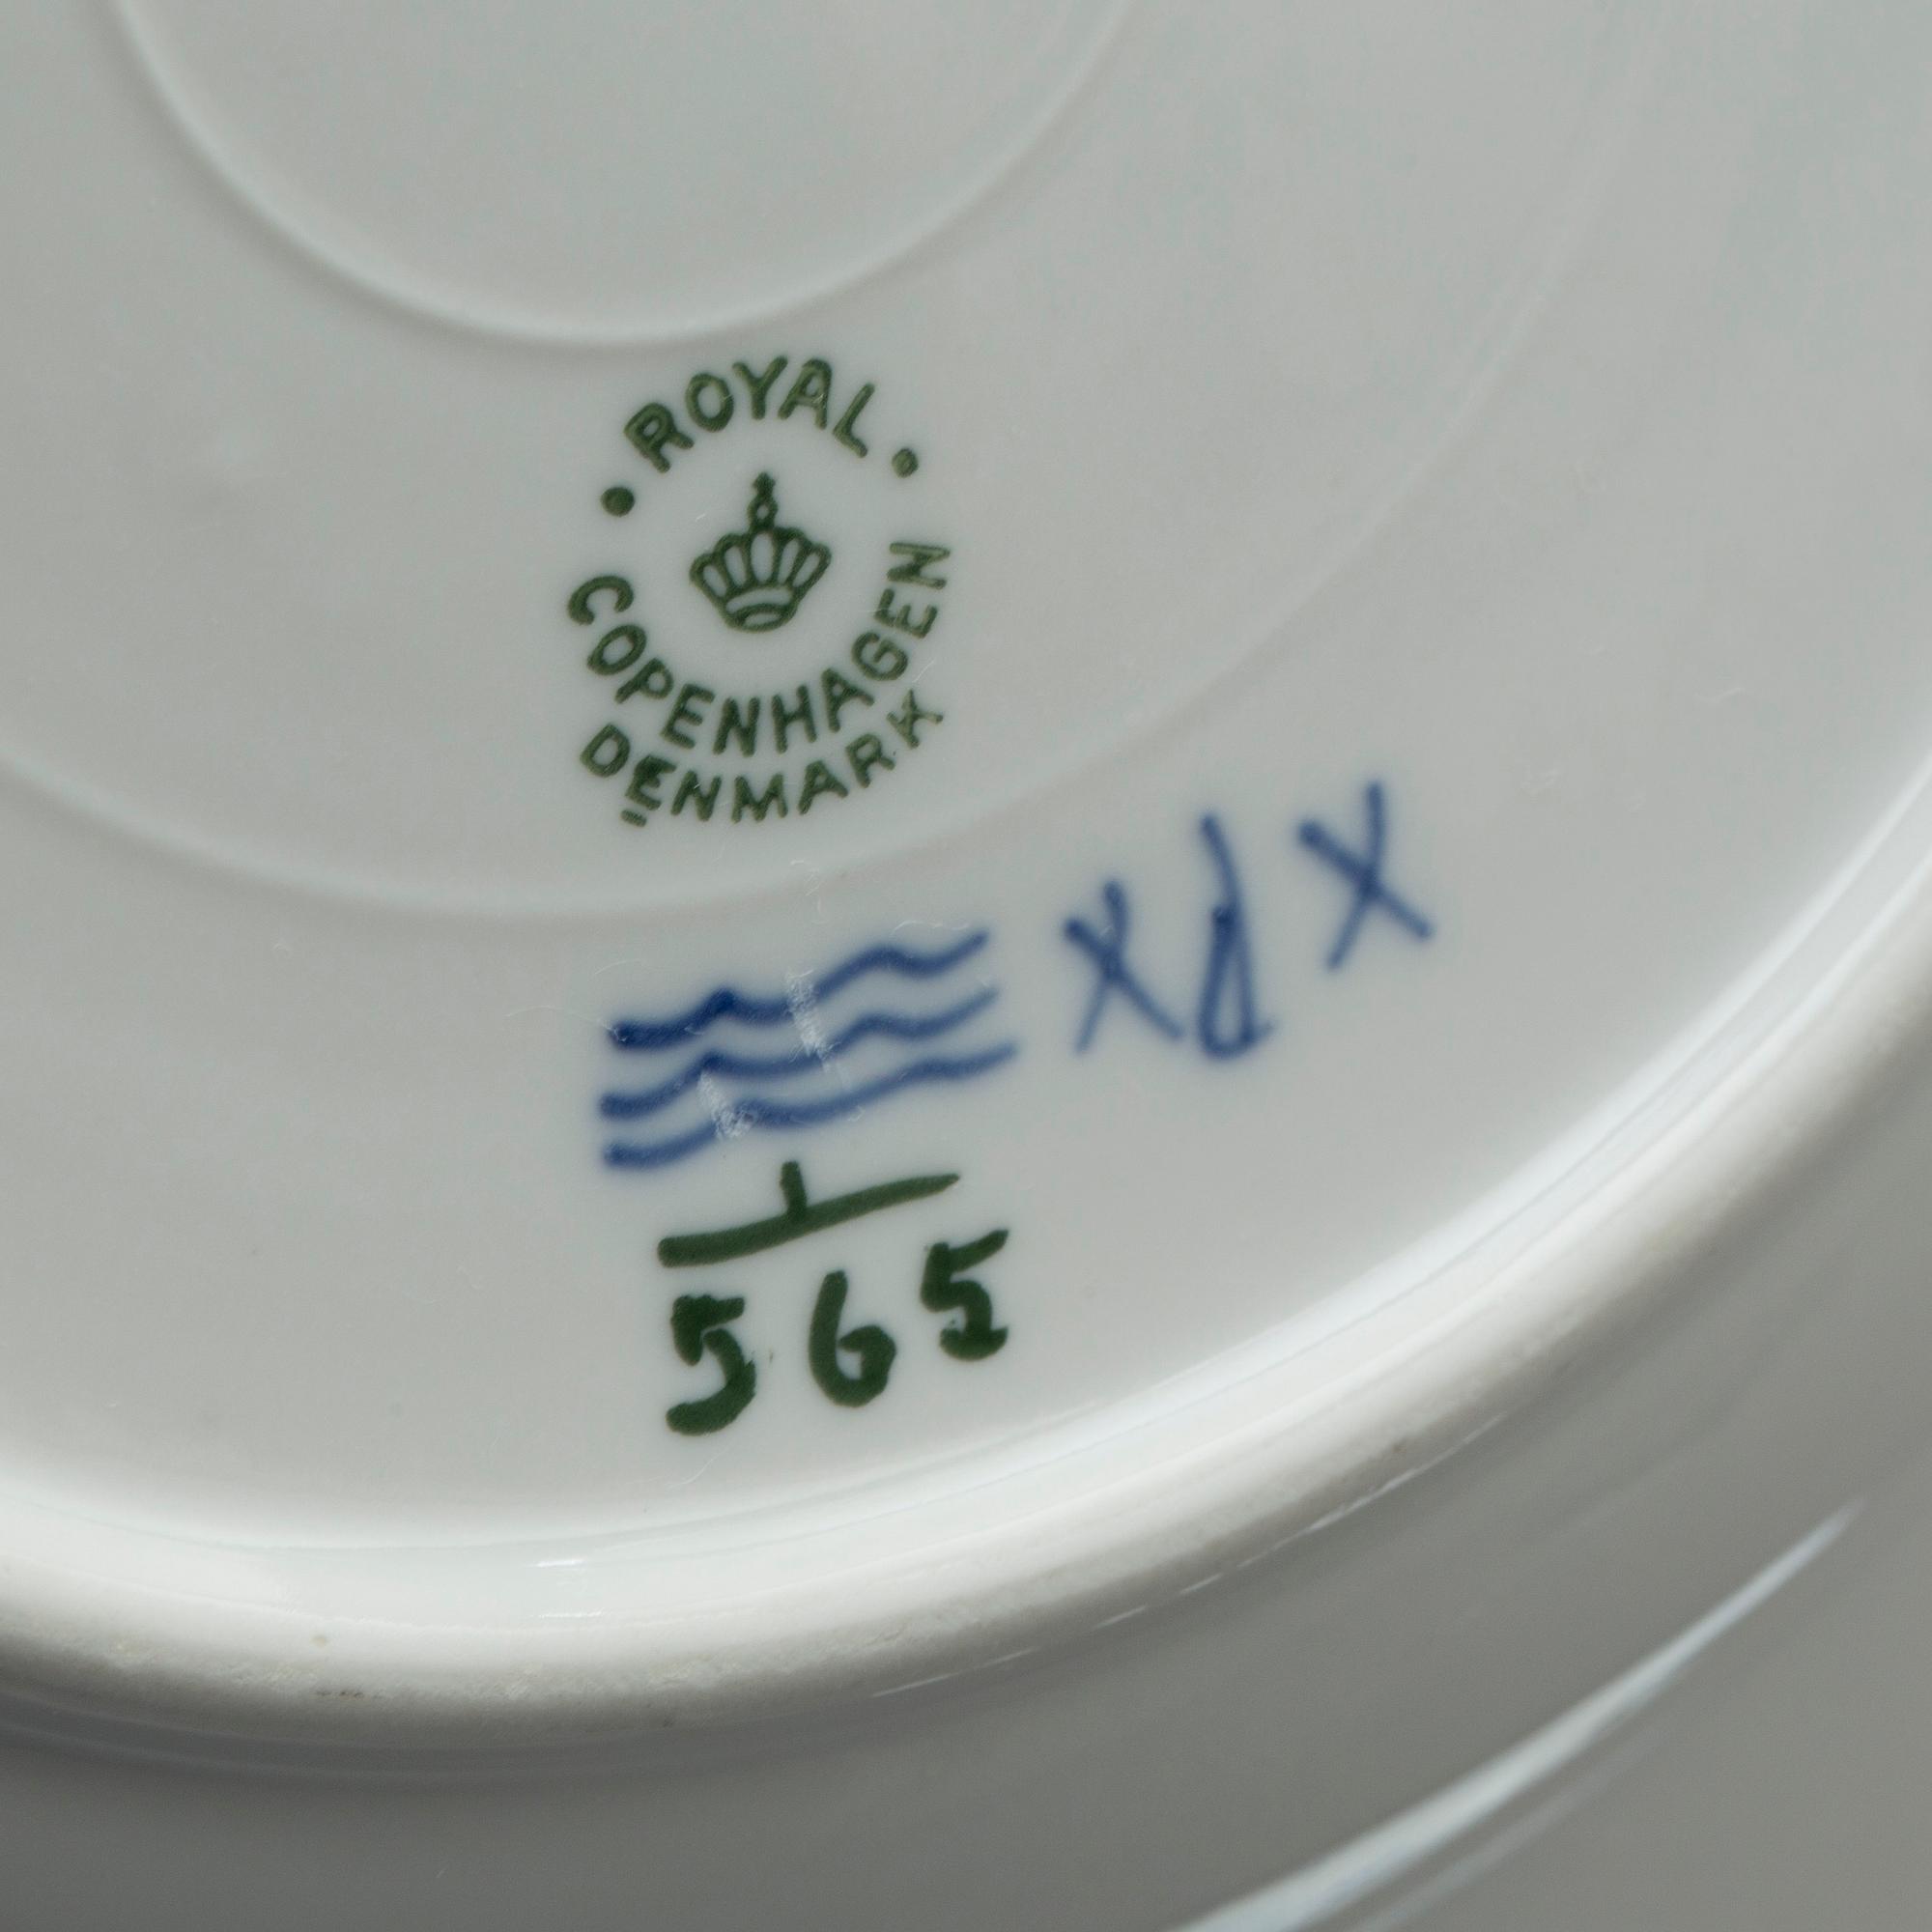 · ROYAL ·
COPENHAGEN
DENMARK
x d x
1
565